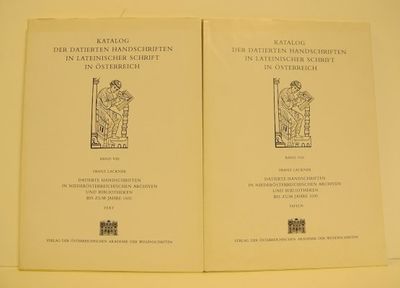 KATALOG
DER DATIERTEN HANDSCHRIFTEN
IN LATEINISCHER SCHRIFT
IN ÖSTERREICH
BAND VIII
FRANZ LACKNER
DATIERTE HANDSCHRIFTEN
IN NIEDERÖSTERREICHISCHEN ARCHIVEN
UND BIBLIOTHEKEN
BIS ZUM JAHRE 1600
TEXT
VERLAG DER ÖSTERREICHISCHEN AKADEMIE DER WISSENSCHAFTEN
KATALOG
DER DATIERTEN HANDSCHRIFTEN
IN LATEINISCHER SCHRIFT
IN ÖSTERREICH
BAND VIII
FRANZ LACKNER
DATIERTE HANDSCHRIFTEN
IN NIEDERÖSTERREICHISCHEN ARCHIVEN
UND BIBLIOTHEKEN
BIS ZUM JAHRE 1600
TAFELN
VERLAG DER ÖSTERREICHISCHEN AKADEMIE DER WISSENSCHAFTEN